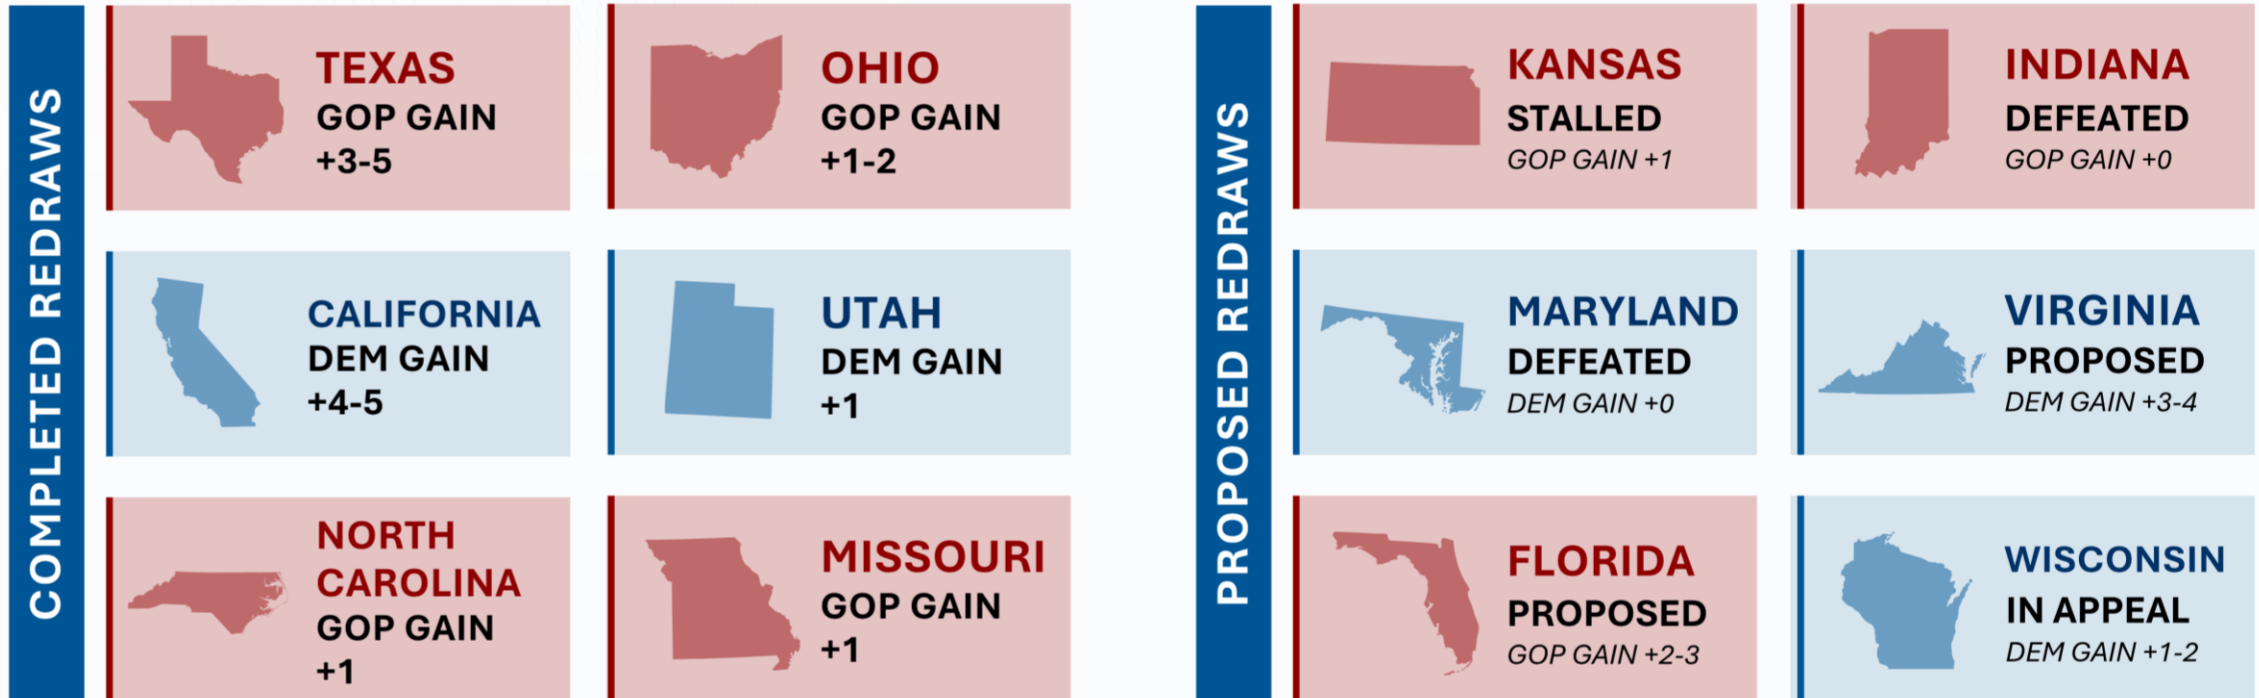 COMPLETED REDRAWS
TEXAS
GOP GAIN
+3-5
OHIO
GOP GAIN
+1-2
CALIFORNIA
DEM GAIN
+4-5
UTAH
DEM GAIN
+1
NORTH
CAROLINA
GOP GAIN
+1
MISSOURI
GOP GAIN
+1
PROPOSED REDRAWS
KANSAS
STALLED
GOP GAIN +1
INDIANA
DEFEATED
GOP GAIN +0
MARYLAND
DEFEATED
DEM GAIN +0
VIRGINIA
PROPOSED
DEM GAIN +3-4
FLORIDA
PROPOSED
GOP GAIN +2-3
WISCONSIN
IN APPEAL
DEM GAIN +1-2